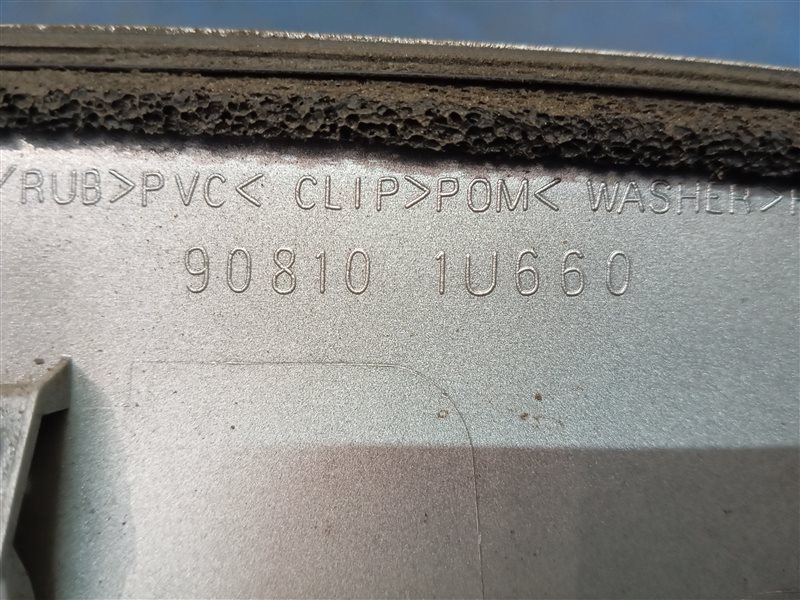 /RUB>PVC< CLIP>POM< WASHER>
90810 1U660